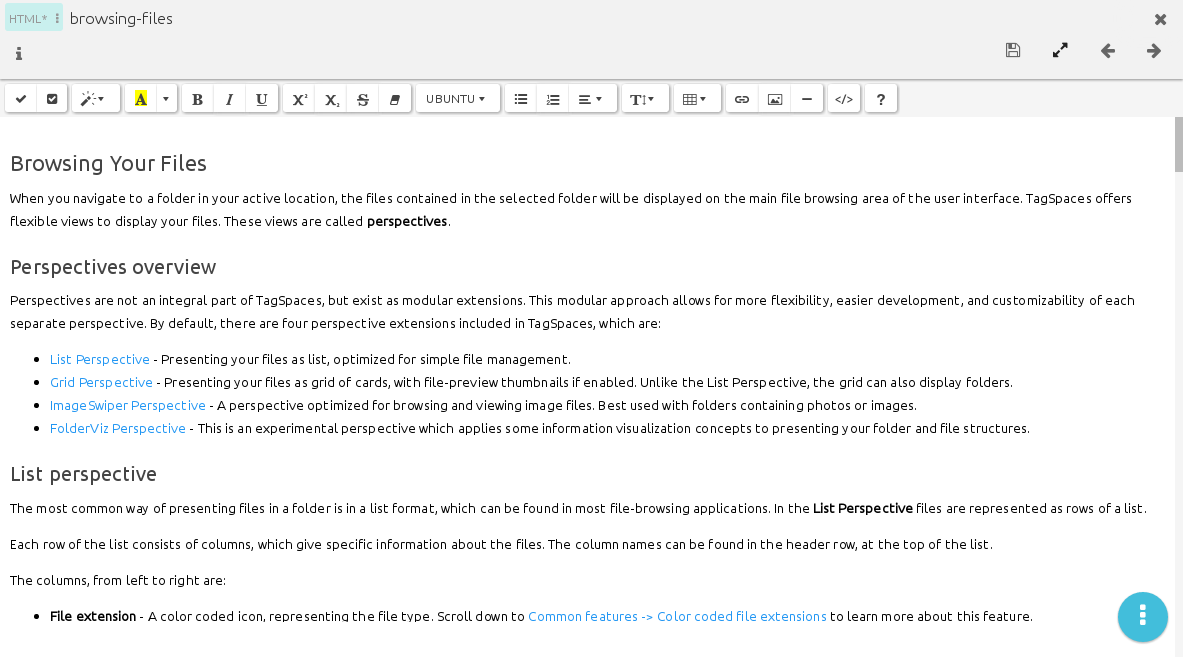 HTML* browsing-files
A B I U X² X₂ S UBUNTU T </> ?
Browsing Your Files
When you navigate to a folder in your active location, the files contained in the selected folder will be displayed on the main file browsing area of the user interface. TagSpaces offers
flexible views to display your files. These views are called perspectives.
Perspectives overview
Perspectives are not an integral part of TagSpaces, but exist as modular extensions. This modular approach allows for more flexibility, easier development, and customizability of each
separate perspective. By default, there are four perspective extensions included in TagSpaces, which are:
List Perspective - Presenting your files as list, optimized for simple file management.
Grid Perspective - Presenting your files as grid of cards, with file-preview thumbnails if enabled. Unlike the List Perspective, the grid can also display folders.
ImageSwiper Perspective - A perspective optimized for browsing and viewing image files. Best used with folders containing photos or images.
FolderViz Perspective - This is an experimental perspective which applies some information visualization concepts to presenting your folder and file structures.
List perspective
The most common way of presenting files in a folder is in a list format, which can be found in most file-browsing applications. In the List Perspective files are represented as rows of a list.
Each row of the list consists of columns, which give specific information about the files. The column names can be found in the header row, at the top of the list.
The columns, from left to right are:
File extension - A color coded icon, representing the file type. Scroll down to Common features -> Color coded file extensions to learn more about this feature.